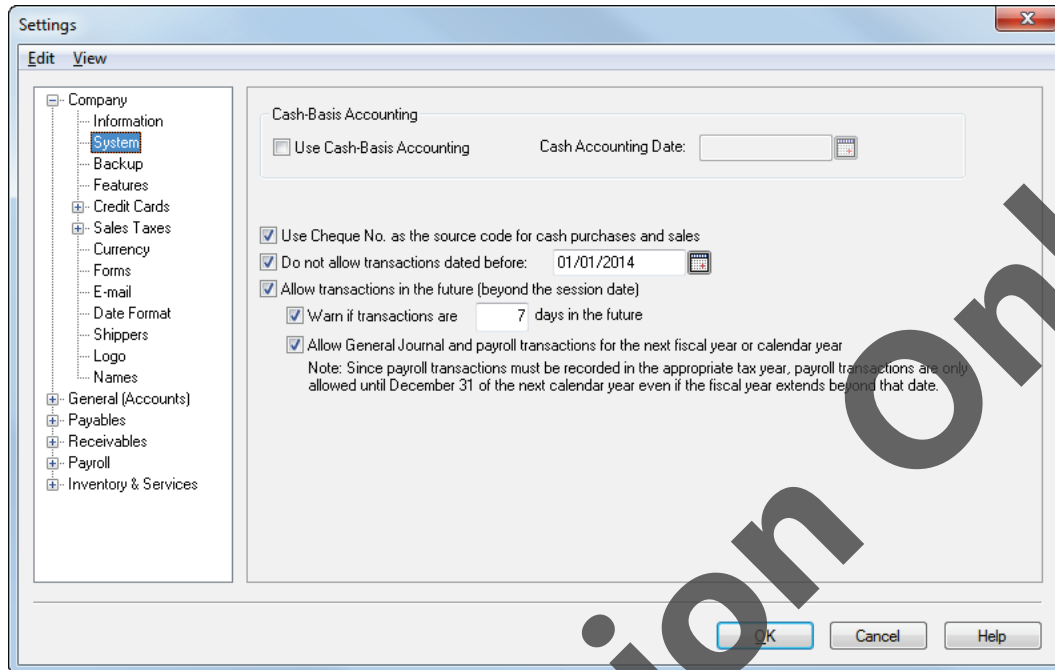 Settings
Edit View
Company
Information
System
Backup
Features
Credit Cards
Sales Taxes
Currency
Forms
E-mail
Date Format
Shippers
Logo
Names
General (Accounts)
Payables
Receivables
Payroll
Inventory & Services
Cash-Basis Accounting
Use Cash-Basis Accounting Cash Accounting Date:
Use Cheque No. as the source code for cash purchases and sales
Do not allow transactions dated before: 01/01/2014
Allow transactions in the future (beyond the session date)
Warn if transactions are 7 days in the future
Allow General Journal and payroll transactions for the next fiscal year or calendar year
Note: Since payroll transactions must be recorded in the appropriate tax year, payroll transactions are only
allowed until December 31 of the next calendar year even if the fiscal year extends beyond that date.
OK Cancel Help
ion Onl